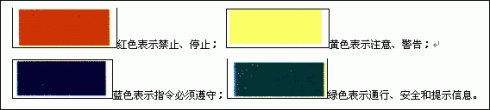 红色表示禁止、停止； 黄色表示注意、警告；
蓝色表示指令必须遵守； 绿色表示通行、安全和提示信息。